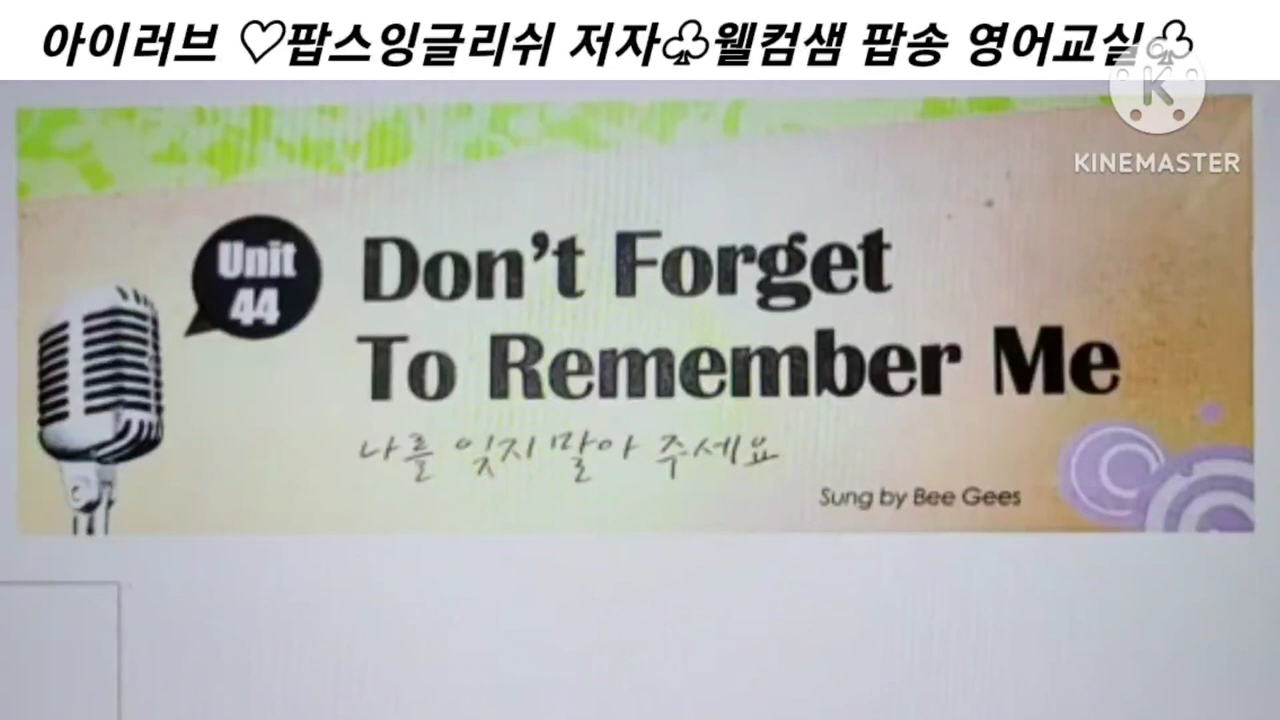 아이러브 ♡팝스잉글리쉬 저자♧웰컴샘 팝송 영어교실♧
K
KINEMASTER
Unit
44
Don't Forget
To Remember Me
나를 잊지 말아 주세요
Sung by Bee Gees